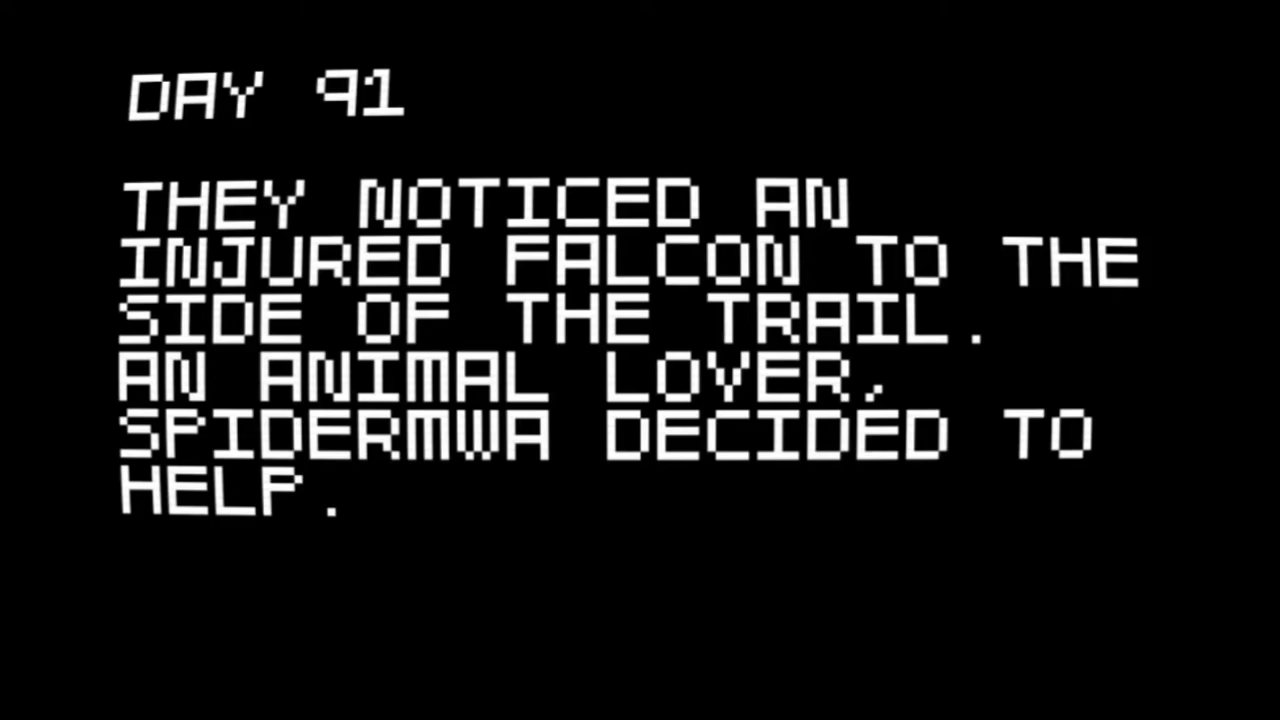 DAY 91
THEY NOTICED AN
INJURED FALCON TO THE
SIDE OF THE TRAIL.
AN ANIMAL LOVER,
SPIDERMWA DECIDED TO
HELP.